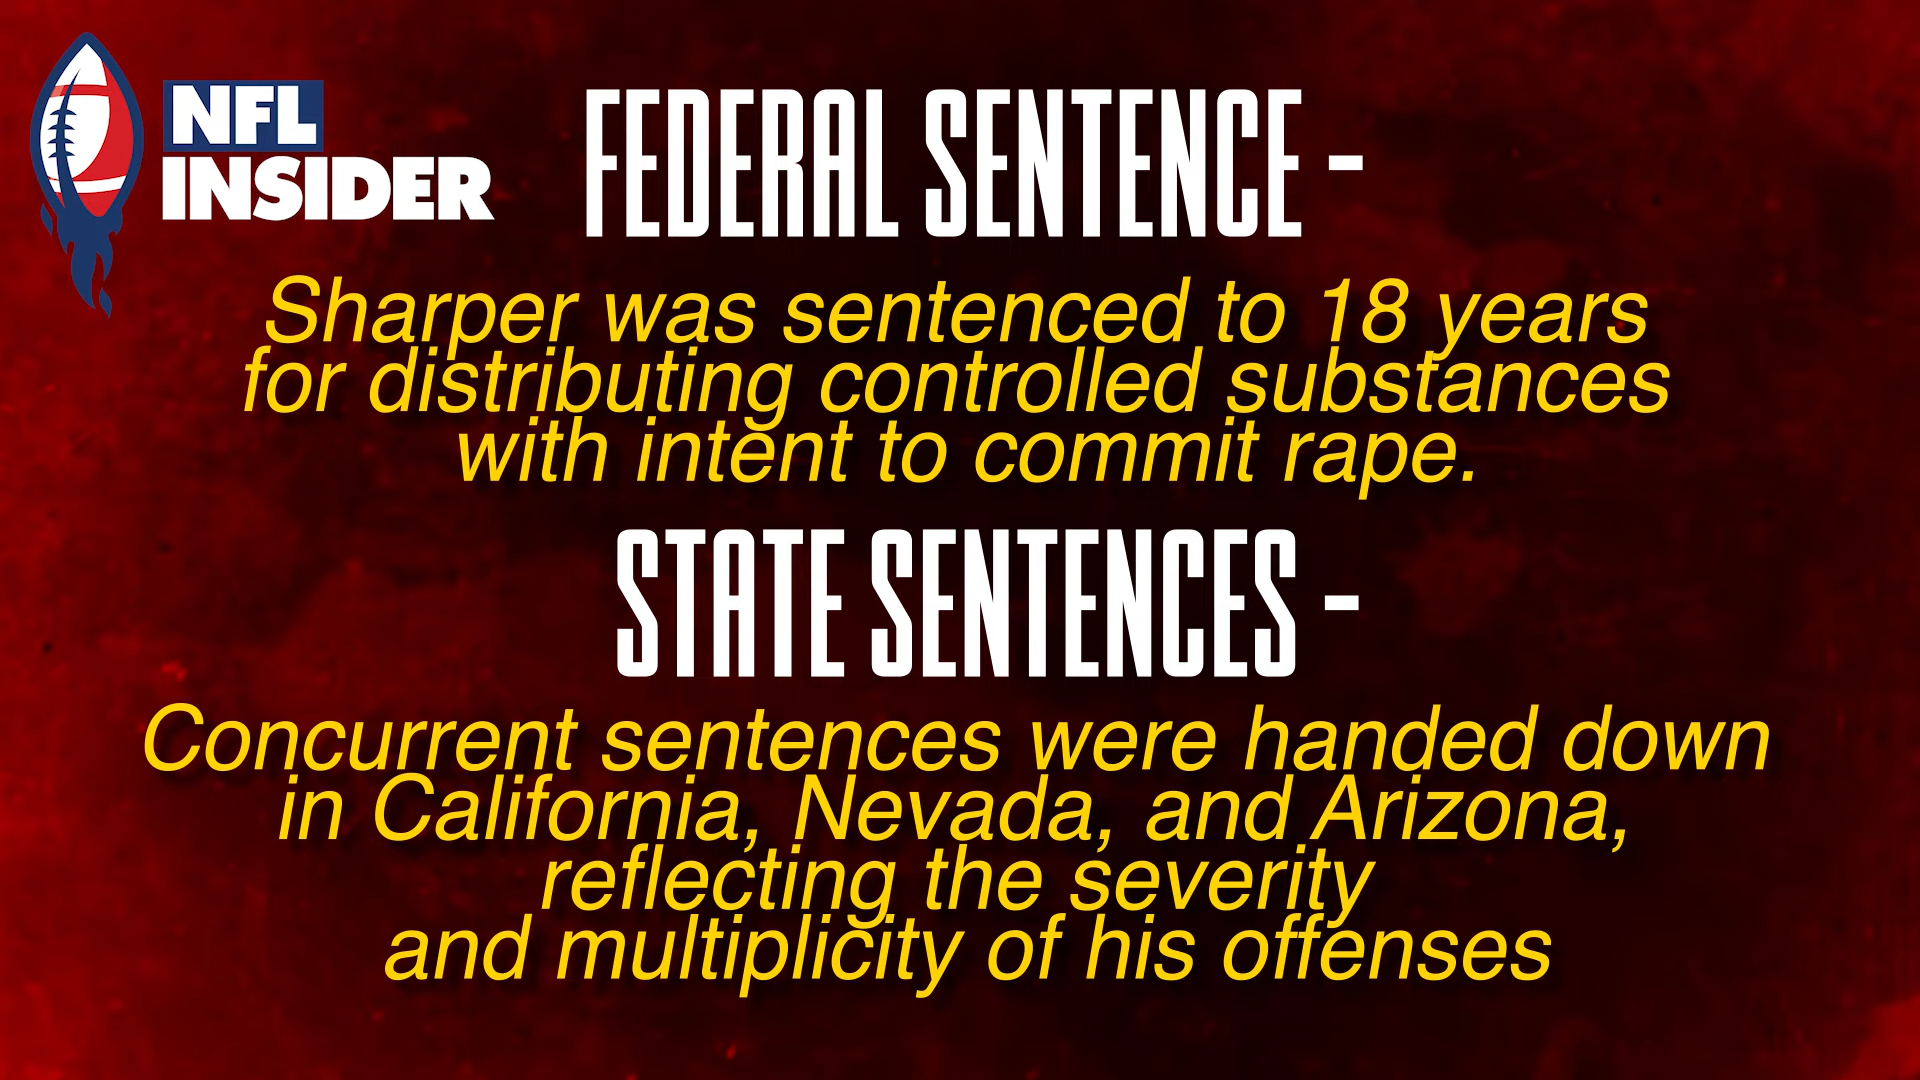 NFL
INSIDER
FEDERAL SENTENCE -
Sharper was sentenced to 18 years
for distributing controlled substances
with intent to commit rape.
STATE SENTENCES -
Concurrent sentences were handed down
in California, Nevada, and Arizona,
reflecting the severity
and multiplicity of his offenses